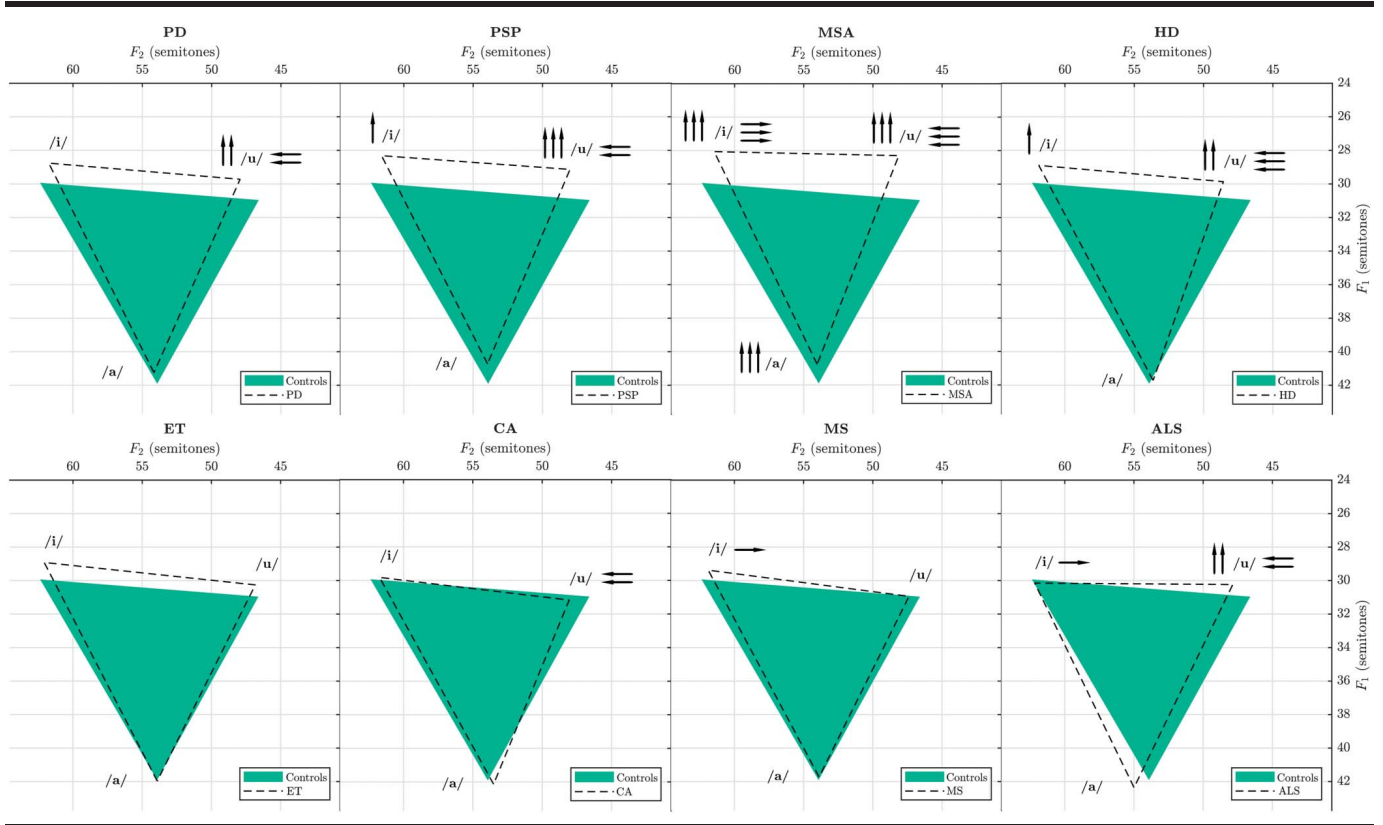 PD
F₂ (semitones)
60 55 50 45
/i/
/u/
/a/
Controls
PD
PSP
F₂ (semitones)
60 55 50 45
/i/
/u/
/a/
Controls
PSP
MSA
F₂ (semitones)
60 55 50 45
/i/
/u/
/a/
Controls
MSA
HD
F₂ (semitones)
60 55 50 45
/i/
/u/
/a/
Controls
HD
24
26
28
30
32
34
36
38
40
42
F₁ (semitones)
ET
F₂ (semitones)
60 55 50 45
/i/
/u/
/a/
Controls
ET
CA
F₂ (semitones)
60 55 50 45
/i/
/u/
/a/
Controls
CA
MS
F₂ (semitones)
60 55 50 45
/i/
/u/
/a/
Controls
MS
ALS
F₂ (semitones)
60 55 50 45
/i/
/u/
/a/
Controls
ALS
24
26
28
30
32
34
36
38
40
42
F₁ (semitones)